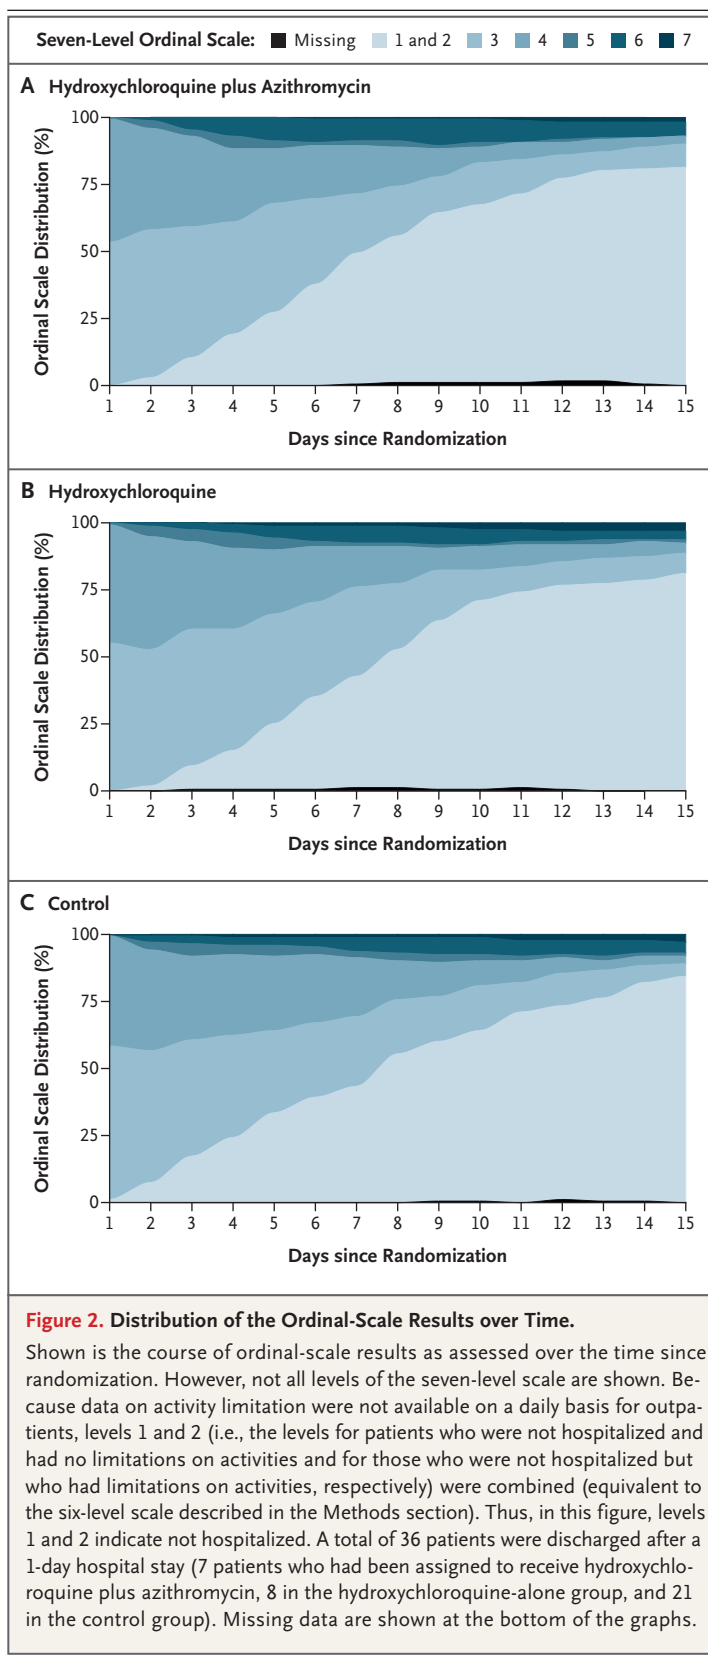 Seven-Level Ordinal Scale: Missing 1 and 2 3 4 5 6 7
A Hydroxychloroquine plus Azithromycin
Ordinal Scale Distribution (%)
100
75
50
25
0
1 2 3 4 5 6 7 8 9 10 11 12 13 14 15
Days since Randomization
B Hydroxychloroquine
Ordinal Scale Distribution (%)
100
75
50
25
0
1 2 3 4 5 6 7 8 9 10 11 12 13 14 15
Days since Randomization
C Control
Ordinal Scale Distribution (%)
100
75
50
25
0
1 2 3 4 5 6 7 8 9 10 11 12 13 14 15
Days since Randomization
Figure 2. Distribution of the Ordinal-Scale Results over Time.
Shown is the course of ordinal-scale results as assessed over the time since
randomization. However, not all levels of the seven-level scale are shown. Be-
cause data on activity limitation were not available on a daily basis for outpa-
tients, levels 1 and 2 (i.e., the levels for patients who were not hospitalized and
had no limitations on activities and for those who were not hospitalized but
who had limitations on activities, respectively) were combined (equivalent to
the six-level scale described in the Methods section). Thus, in this figure, levels
1 and 2 indicate not hospitalized. A total of 36 patients were discharged after a
1-day hospital stay (7 patients who had been assigned to receive hydroxychlo-
roquine plus azithromycin, 8 in the hydroxychloroquine-alone group, and 21
in the control group). Missing data are shown at the bottom of the graphs.